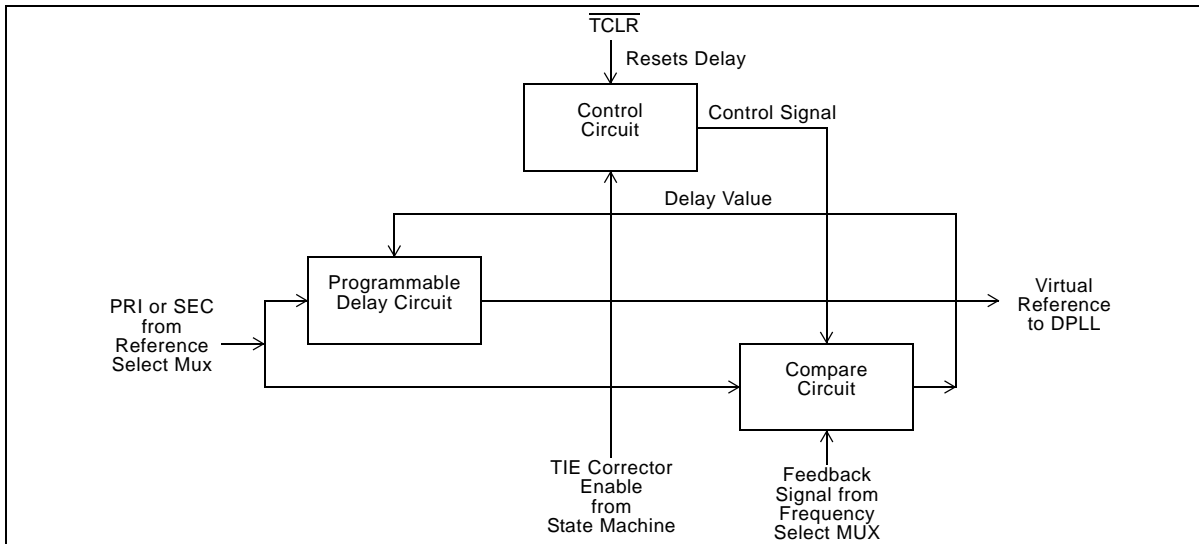 TCLR
Resets Delay
Control
Circuit
Control Signal
Delay Value
Programmable
Delay Circuit
PRI or SEC
from
Reference
Select Mux
Virtual
Reference
to DPLL
Compare
Circuit
TIE Corrector
Enable
from
State Machine
Feedback
Signal from
Frequency
Select MUX